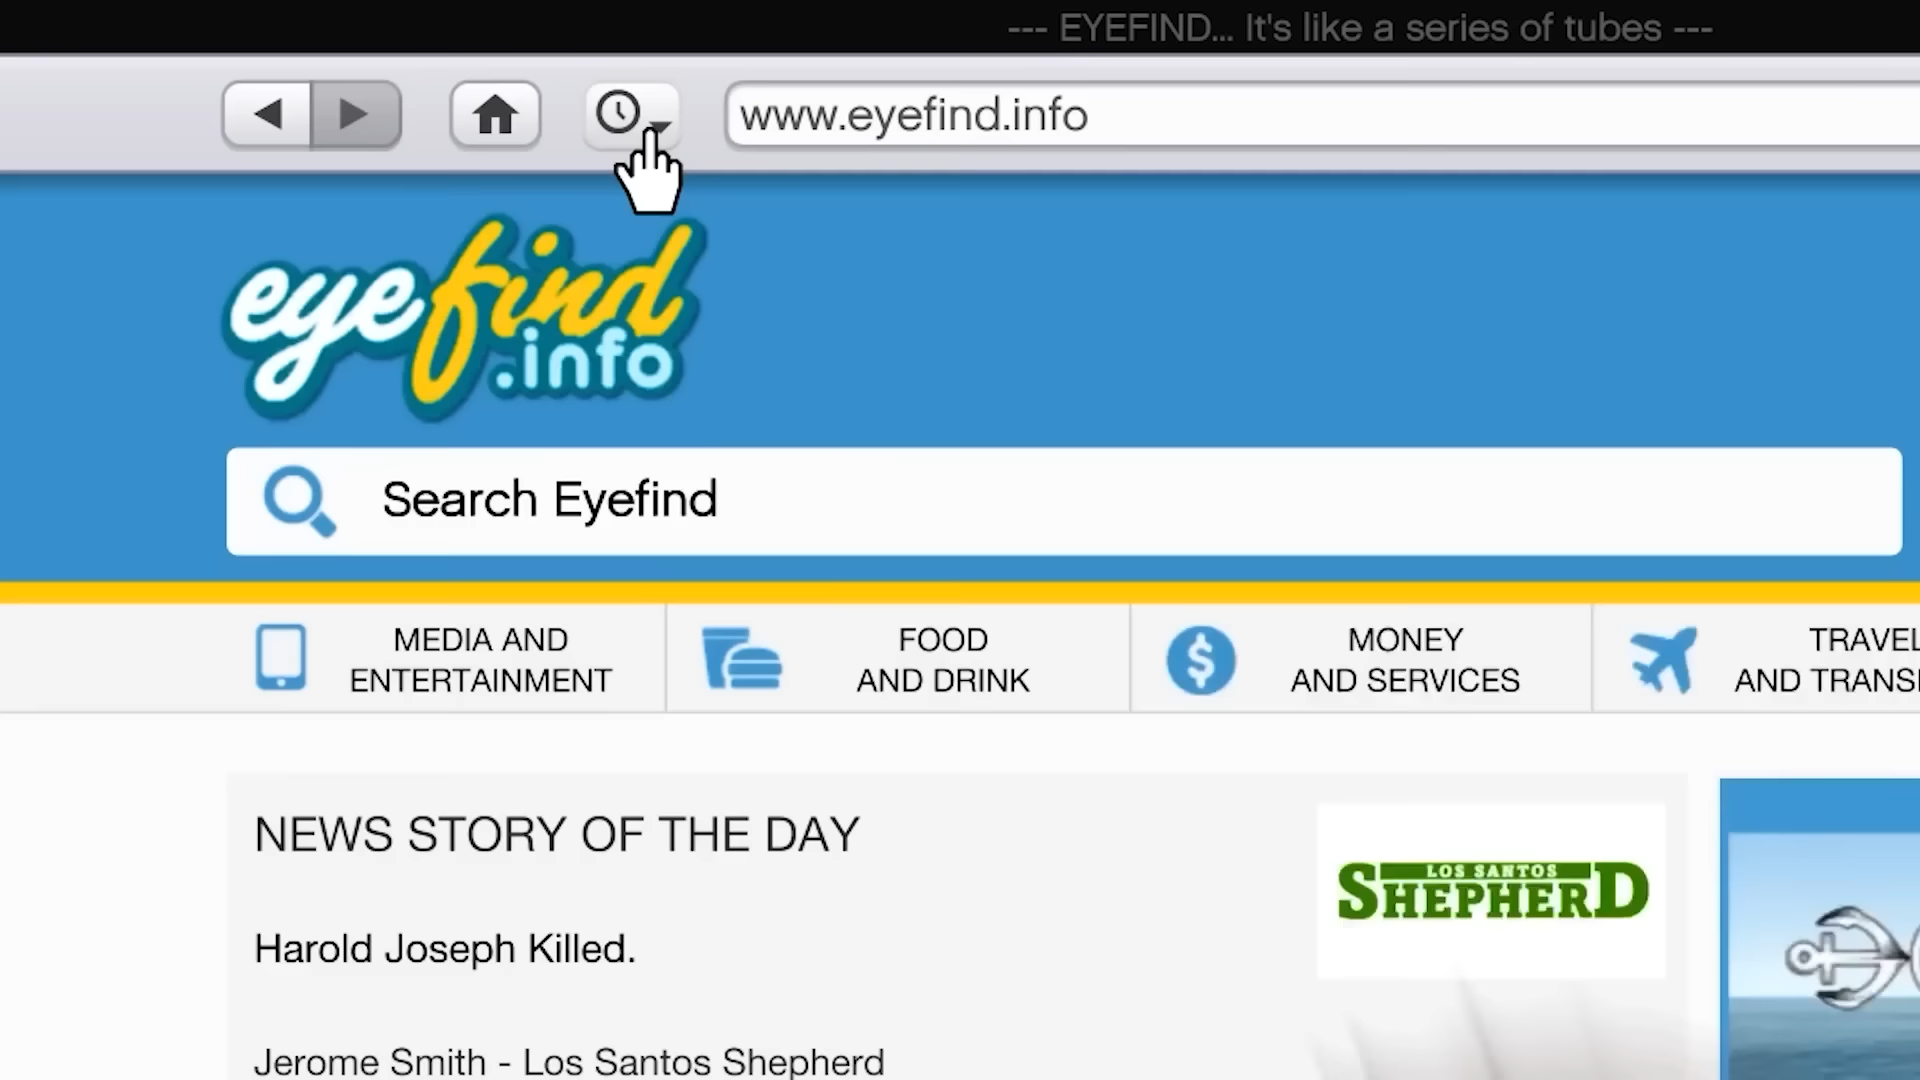 --- EYEFIND... It's like a series of tubes ---
www.eyefind.info
eyefind
.info
Search Eyefind
MEDIA AND
ENTERTAINMENT
FOOD
AND DRINK
MONEY
AND SERVICES
TRAVEL
AND TRANS
NEWS STORY OF THE DAY
LOS SANTOS
SHEPHERD
Harold Joseph Killed.
Jerome Smith - Los Santos Shepherd